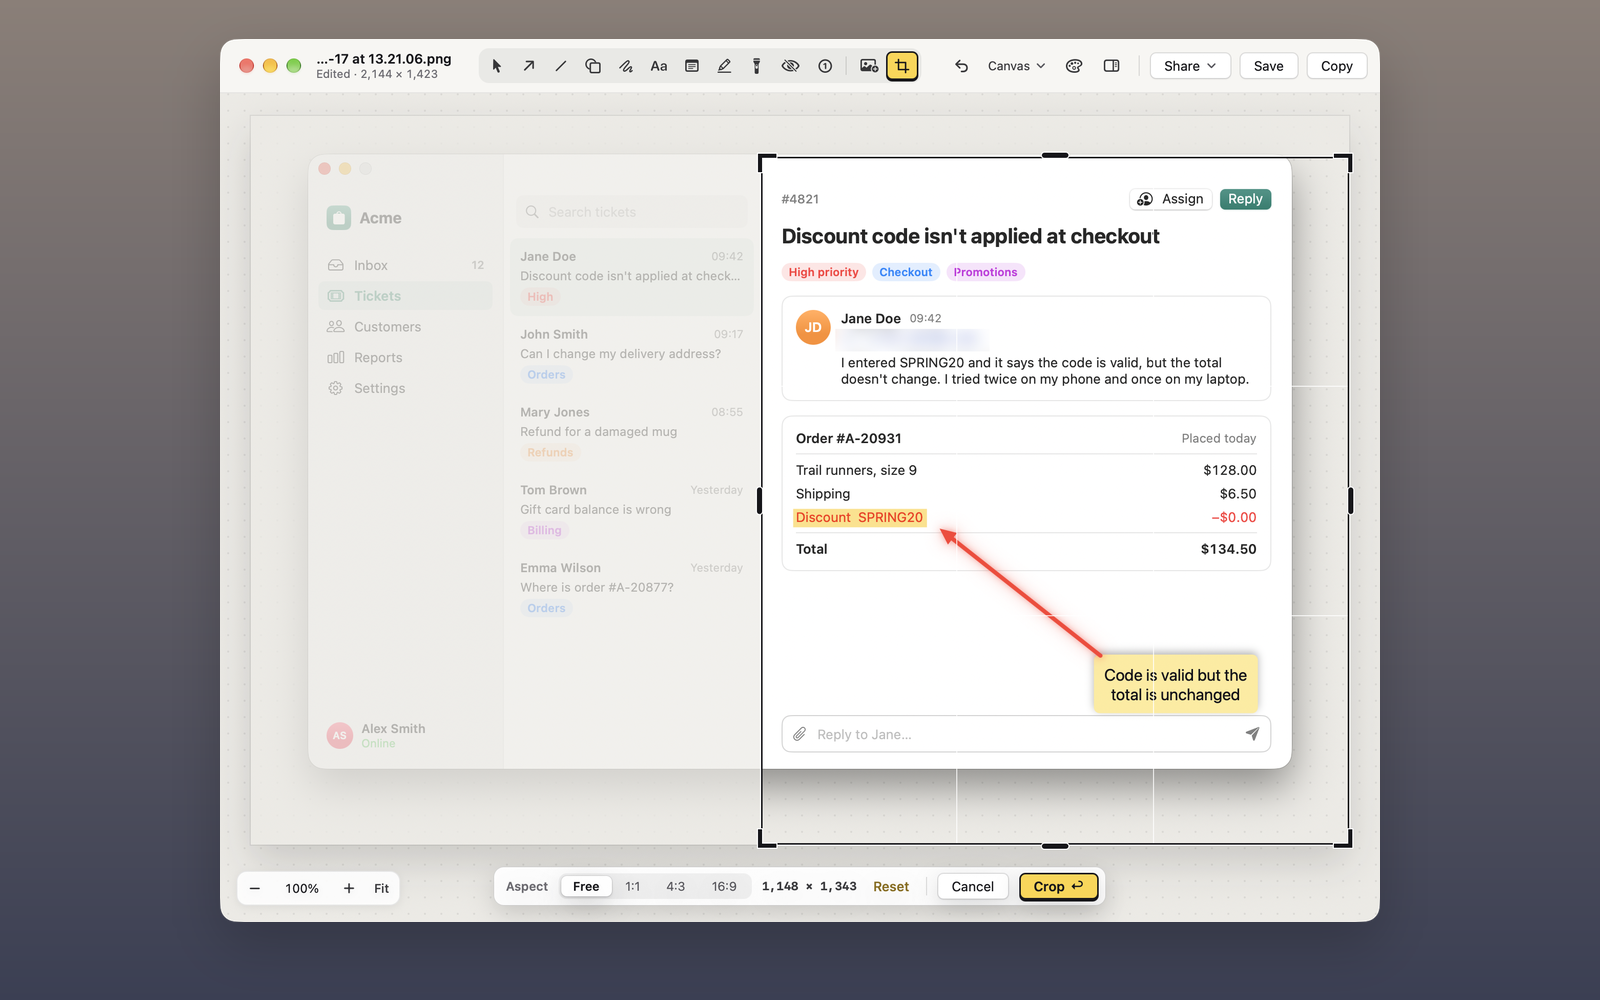 ...-17 at 13.21.06.png
Edited · 2,144 × 1,423
Aa
1
Canvas
Share
Save
Copy
Acme
Inbox 12
Tickets
Customers
Reports
Settings
AS
Alex Smith
Online
Search tickets
Jane Doe 09:42
Discount code isn't applied at check...
High
John Smith 09:17
Can I change my delivery address?
Orders
Mary Jones 08:55
Refund for a damaged mug
Refunds
Tom Brown Yesterday
Gift card balance is wrong
Billing
Emma Wilson Yesterday
Where is order #A-20877?
Orders
#4821
Assign
Reply
Discount code isn't applied at checkout
High priority Checkout Promotions
JD
Jane Doe 09:42
I entered SPRING20 and it says the code is valid, but the total
doesn't change. I tried twice on my phone and once on my laptop.
Order #A-20931 Placed today
Trail runners, size 9 $128.00
Shipping $6.50
Discount SPRING20 −$0.00
Total $134.50
Code is valid but the
total is unchanged
Reply to Jane...
− 100% + Fit
Aspect Free 1:1 4:3 16:9 1,148 × 1,343 Reset Cancel Crop